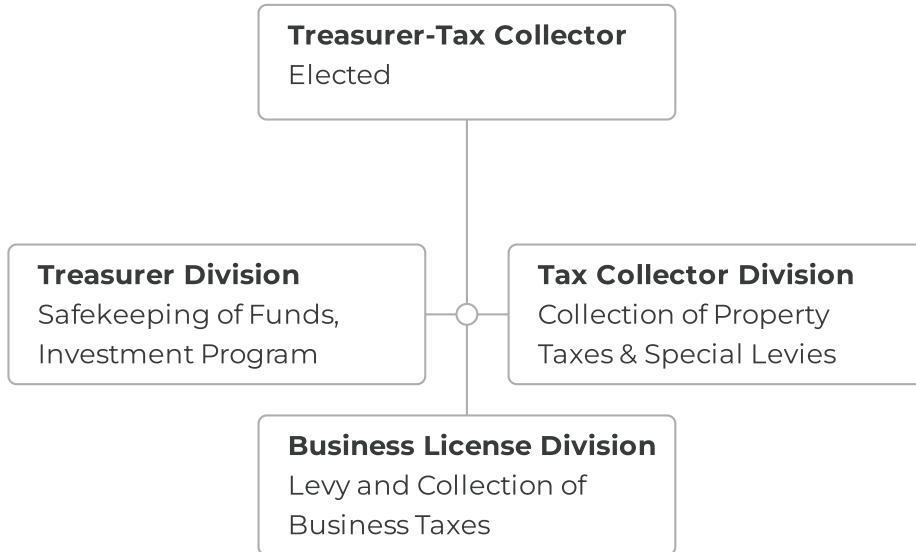 Treasurer-Tax Collector
Elected
Treasurer Division
Safekeeping of Funds,
Investment Program
Tax Collector Division
Collection of Property
Taxes & Special Levies
Business License Division
Levy and Collection of
Business Taxes